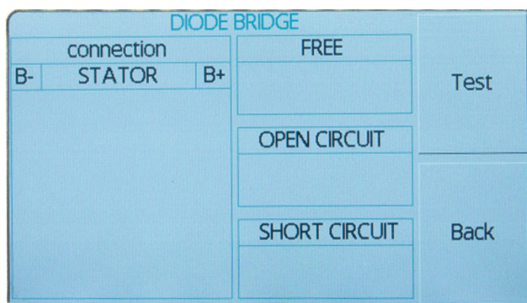 DIODE BRIDGE
connection
B- STATOR B+
FREE
OPEN CIRCUIT
SHORT CIRCUIT
Test
Back